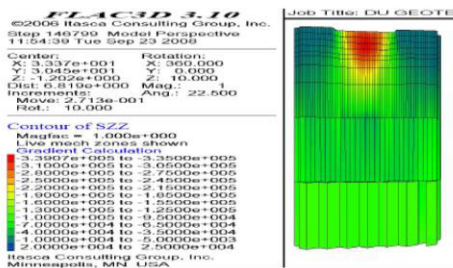 FLAC3D 3.10
©2006 Itasca Consulting Group, Inc.
Step 146799 Model Perspective
11:54:39 Tue Sep 23 2008
Center:
X: 3.337e+001
Y: 3.045e+001
Z: -1.202e+000
Dist: 6.819e+000
Increments:
Move: 2.713e-001
Rot.: 10.000
Rotation:
X: 360.000
Y: 0.000
Z: 10.000
Mag.: 1
Ang.: 22.500
Contour of SZZ
Magfac = 1.000e+000
Live mech zones shown
Gradient Calculation
-3.3907e+005 to -3.3500e+005
-3.1000e+005 to -3.0500e+005
-2.8000e+005 to -2.7500e+005
-2.5000e+005 to -2.4500e+005
-2.2000e+005 to -2.1500e+005
-1.9000e+005 to -1.8500e+005
-1.6000e+005 to -1.5500e+005
-1.3000e+005 to -1.2500e+005
-1.0000e+005 to -9.5000e+004
-7.0000e+004 to -6.5000e+004
-4.0000e+004 to -3.5000e+004
-1.0000e+004 to -5.0000e+003
2.0000e+004 to 2.5000e+004
Itasca Consulting Group, Inc.
Minneapolis, MN USA
Job Title: DU GEOTE